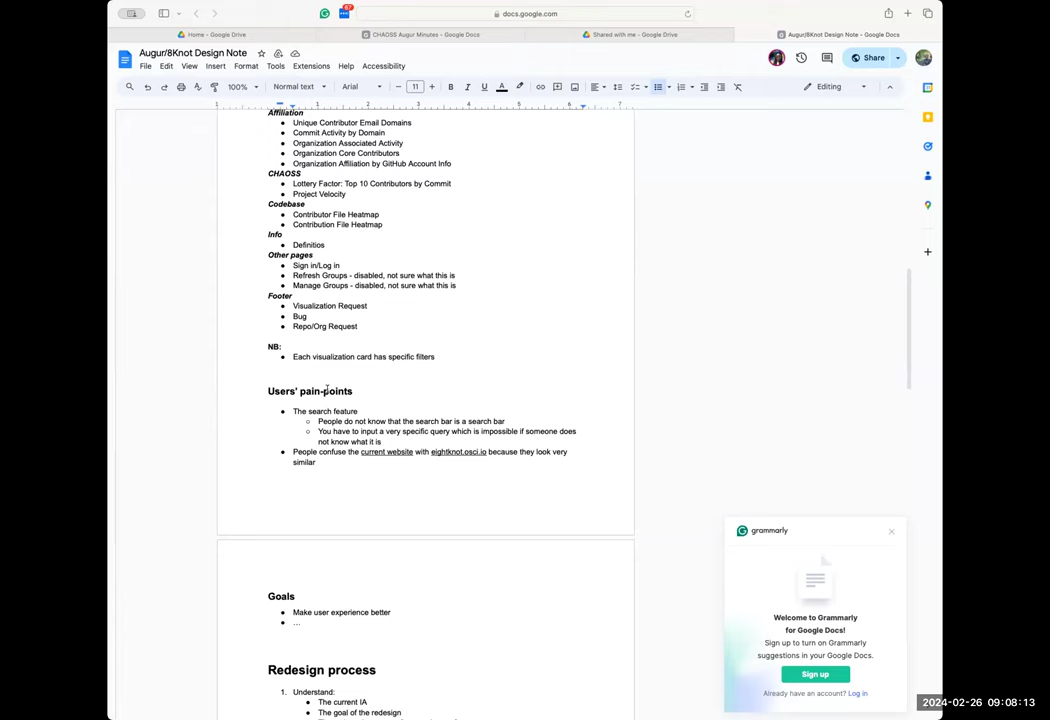 87
docs.google.com
Home - Google Drive
CHAOSS Augur Minutes - Google Docs
Shared with me - Google Drive
Augur/8Knot Design Note - Google Docs
Augur/8Knot Design Note
File Edit View Insert Format Tools Extensions Help Accessibility
Share
100% Normal text Arial 11 Editing
1 1 2 3 4 5 6 7
Affiliation
Unique Contributor Email Domains
Commit Activity by Domain
Organization Associated Activity
Organization Core Contributors
Organization Affiliation by GitHub Account Info
CHAOSS
Lottery Factor: Top 10 Contributors by Commit
Project Velocity
Codebase
Contributor File Heatmap
Contribution File Heatmap
Info
Definitios
Other pages
Sign in/Log in
Refresh Groups - disabled, not sure what this is
Manage Groups - disabled, not sure what this is
Footer
Visualization Request
Bug
Repo/Org Request
NB:
Each visualization card has specific filters
Users' pain-points
The search feature
People do not know that the search bar is a search bar
You have to input a very specific query which is impossible if someone does
not know what it is
People confuse the current website with eightknot.osci.io because they look very
similar
Goals
Make user experience better
...
Redesign process
1. Understand:
The current IA
The goal of the redesign
grammarly
Welcome to Grammarly
for Google Docs!
Sign up to turn on Grammarly
suggestions in your Google Docs.
Sign up
Already have an account? Log in
2024-02-26 09:08:13